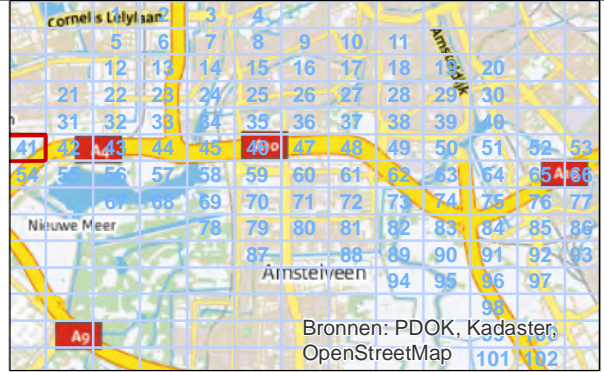 Cornelis Lelylaan
1 2 3 4
5 6 7 8 9 10 11
Amsteldijk
12 13 14 15 16 17 18 19 20
21 22 23 24 25 26 27 28 29 30
31 32 33 34 35 36 37 38 39 40
41 42 43 44 45 46 47 48 49 50 51 52 53
54 55 56 57 58 59 60 61 62 63 64 65 66
67 68 69 70 71 72 73 74 75 76 77
Nieuwe Meer
78 79 80 81 82 83 84 85 86
87 88 89 90 91 92 93
Amstelveen
94 95 96 97
98
Bronnen: PDOK, Kadaster,
A9
OpenStreetMap
101 102